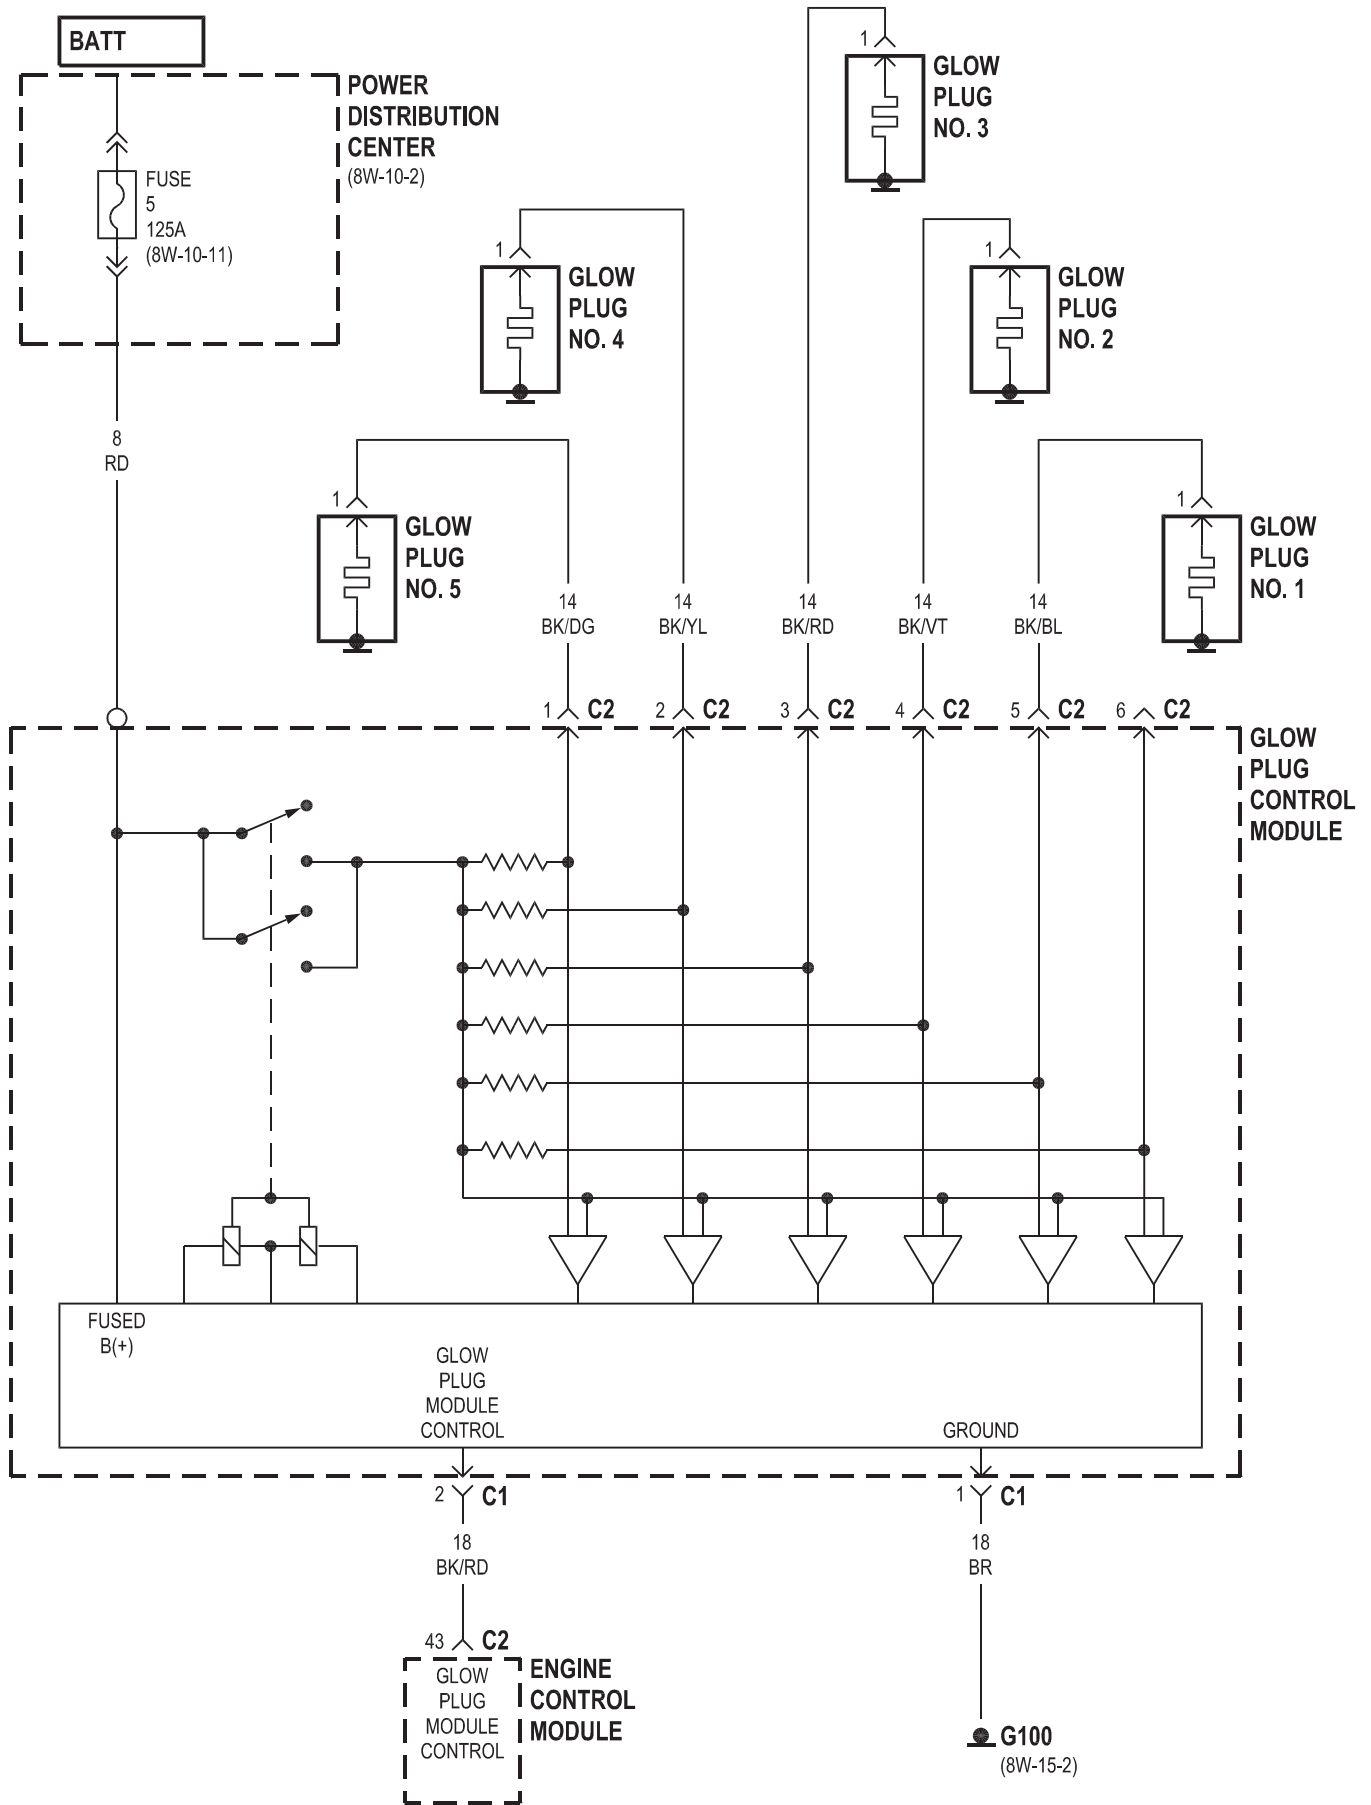 BATT
POWER
DISTRIBUTION
CENTER
(8W-10-2)
FUSE
5
125A
(8W-10-11)
8
RD
1
GLOW
PLUG
NO. 3
1
GLOW
PLUG
NO. 4
1
GLOW
PLUG
NO. 2
1
GLOW
PLUG
NO. 5
1
GLOW
PLUG
NO. 1
14
BK/DG
14
BK/YL
14
BK/RD
14
BK/VT
14
BK/BL
1 C2
2 C2
3 C2
4 C2
5 C2
6 C2
GLOW
PLUG
CONTROL
MODULE
FUSED
B(+)
GLOW
PLUG
MODULE
CONTROL
GROUND
2 C1
1 C1
18
BK/RD
18
BR
43 C2
GLOW
PLUG
MODULE
CONTROL
ENGINE
CONTROL
MODULE
G100
(8W-15-2)